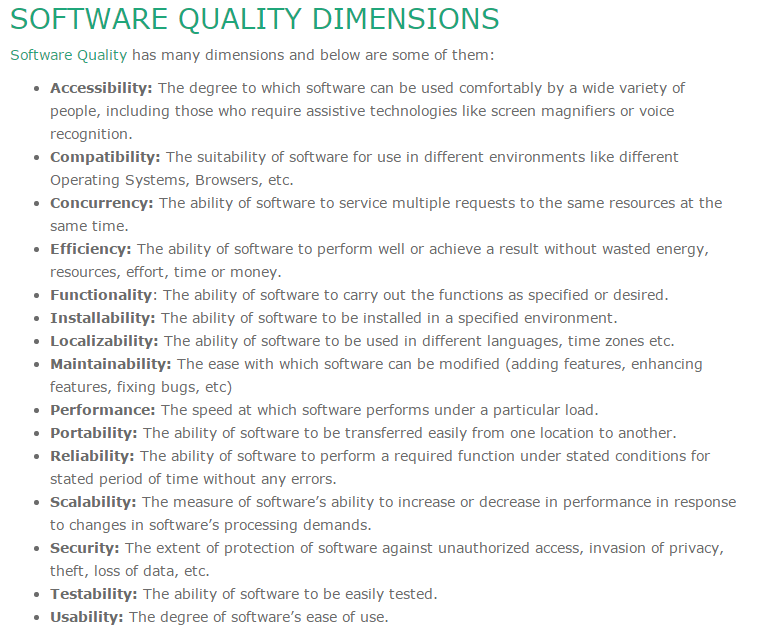 SOFTWARE QUALITY DIMENSIONS
Software Quality has many dimensions and below are some of them:
• Accessibility: The degree to which software can be used comfortably by a wide variety of
people, including those who require assistive technologies like screen magnifiers or voice
recognition.
• Compatibility: The suitability of software for use in different environments like different
Operating Systems, Browsers, etc.
• Concurrency: The ability of software to service multiple requests to the same resources at the
same time.
• Efficiency: The ability of software to perform well or achieve a result without wasted energy,
resources, effort, time or money.
• Functionality: The ability of software to carry out the functions as specified or desired.
• Installability: The ability of software to be installed in a specified environment.
• Localizability: The ability of software to be used in different languages, time zones etc.
• Maintainability: The ease with which software can be modified (adding features, enhancing
features, fixing bugs, etc)
• Performance: The speed at which software performs under a particular load.
• Portability: The ability of software to be transferred easily from one location to another.
• Reliability: The ability of software to perform a required function under stated conditions for
stated period of time without any errors.
• Scalability: The measure of software’s ability to increase or decrease in performance in response
to changes in software’s processing demands.
• Security: The extent of protection of software against unauthorized access, invasion of privacy,
theft, loss of data, etc.
• Testability: The ability of software to be easily tested.
• Usability: The degree of software’s ease of use.